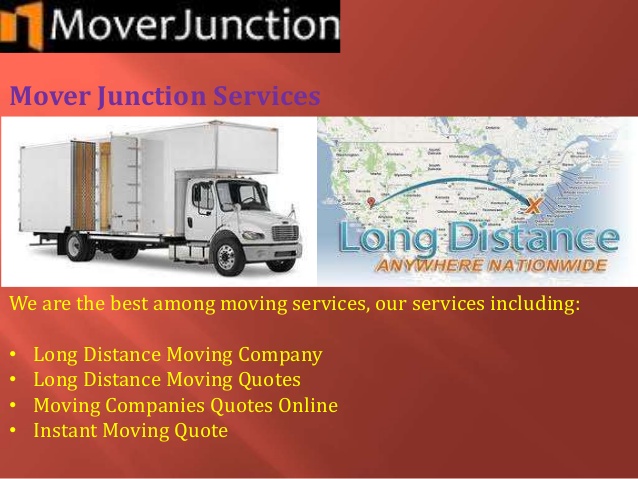 MoverJunction
Mover Junction Services
Long Distance
ANYWHERE NATIONWIDE
We are the best among moving services, our services including:
• Long Distance Moving Company
• Long Distance Moving Quotes
• Moving Companies Quotes Online
• Instant Moving Quote